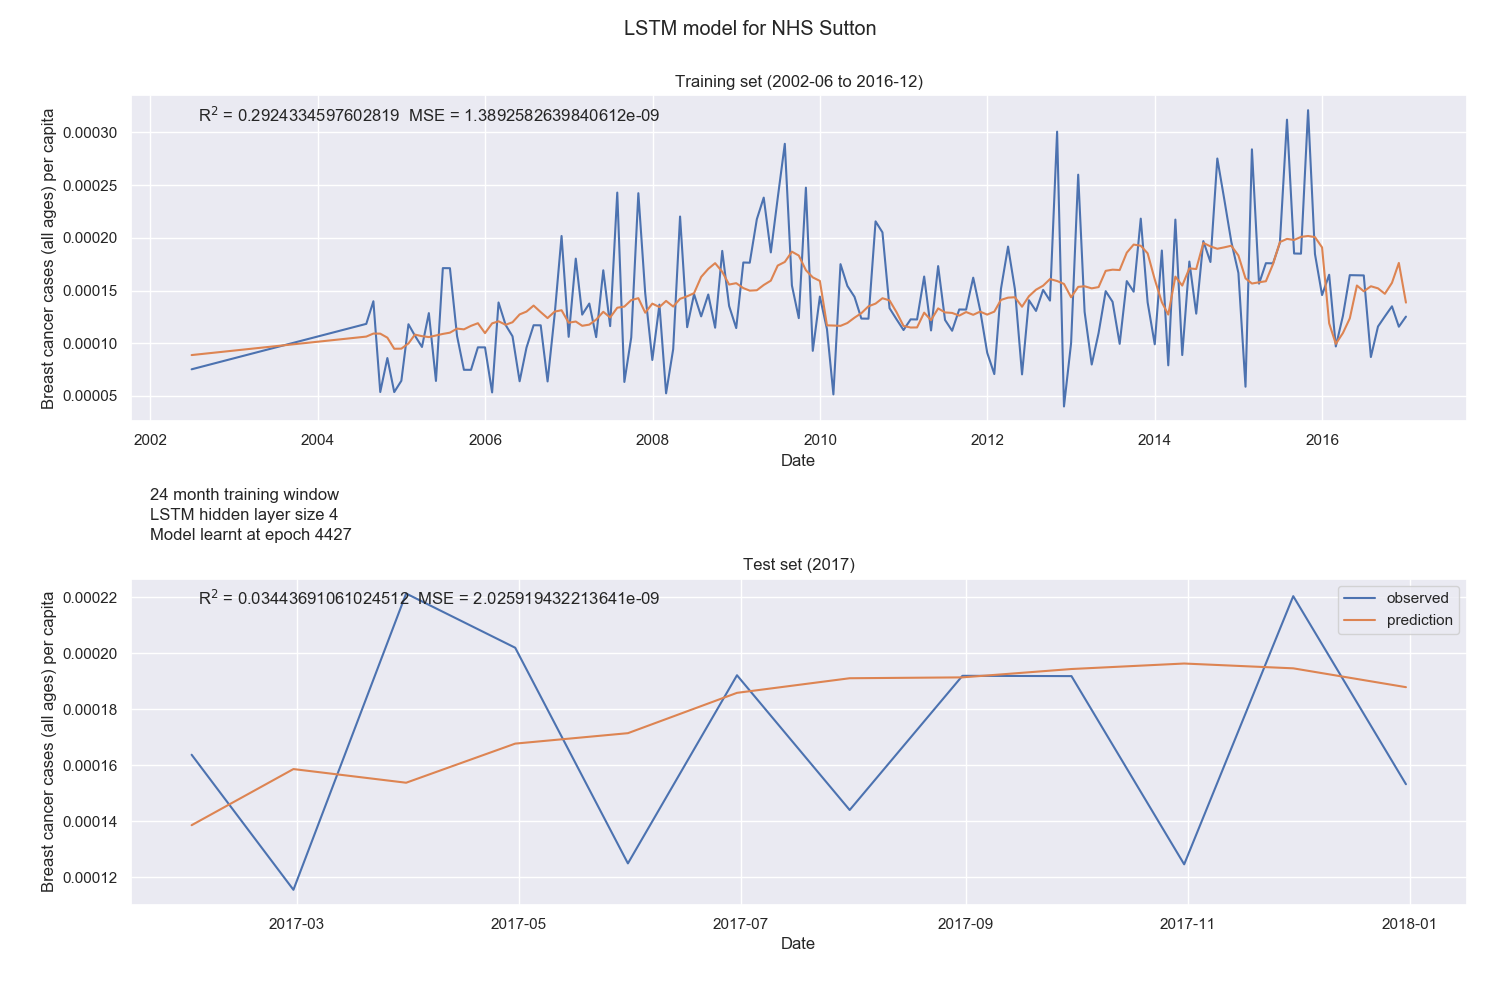 LSTM model for NHS Sutton
Training set (2002-06 to 2016-12)
R² = 0.2924334597602819 MSE = 1.3892582639840612e-09
Breast cancer cases (all ages) per capita
0.00030
0.00025
0.00020
0.00015
0.00010
0.00005
2002 2004 2006 2008 2010 2012 2014 2016
Date
24 month training window
LSTM hidden layer size 4
Model learnt at epoch 4427
Test set (2017)
R² = 0.03443691061024512 MSE = 2.025919432213641e-09
observed
prediction
Breast cancer cases (all ages) per capita
0.00022
0.00020
0.00018
0.00016
0.00014
0.00012
2017-03 2017-05 2017-07 2017-09 2017-11 2018-01
Date